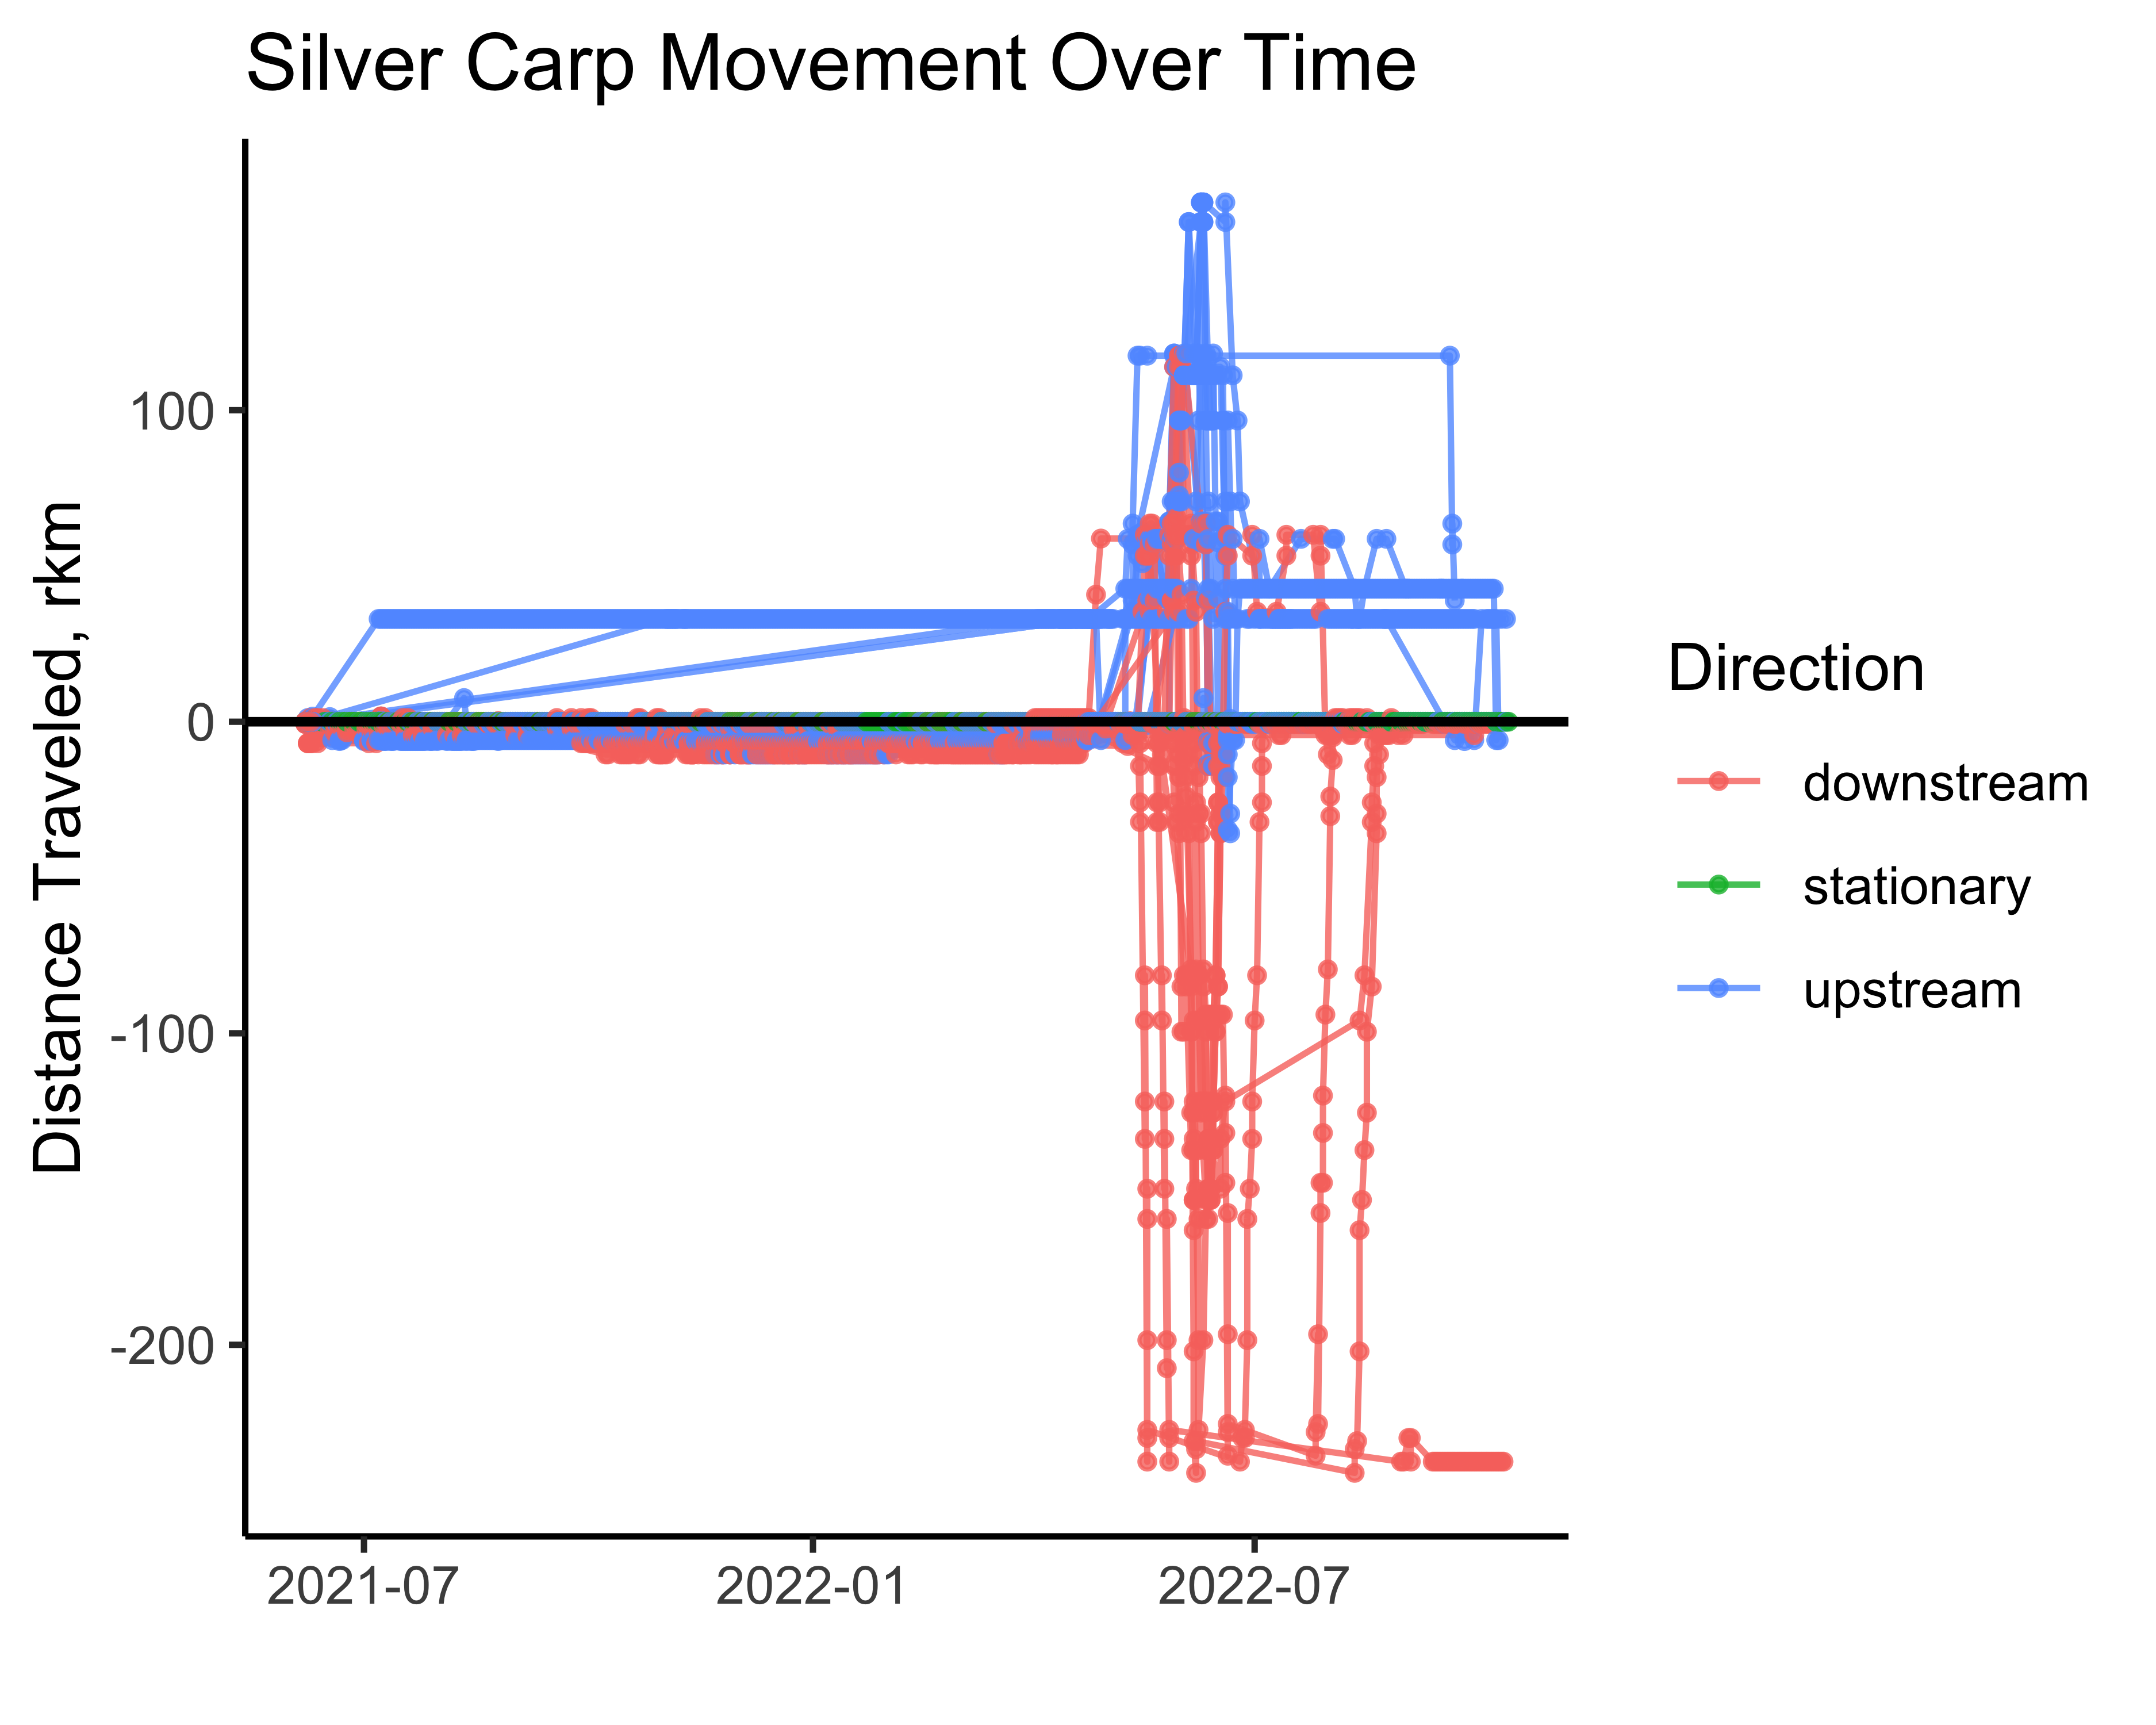 Silver Carp Movement Over Time
Distance Traveled, rkm
100
0
-100
-200
2021-07
2022-01
2022-07
Direction
downstream
stationary
upstream